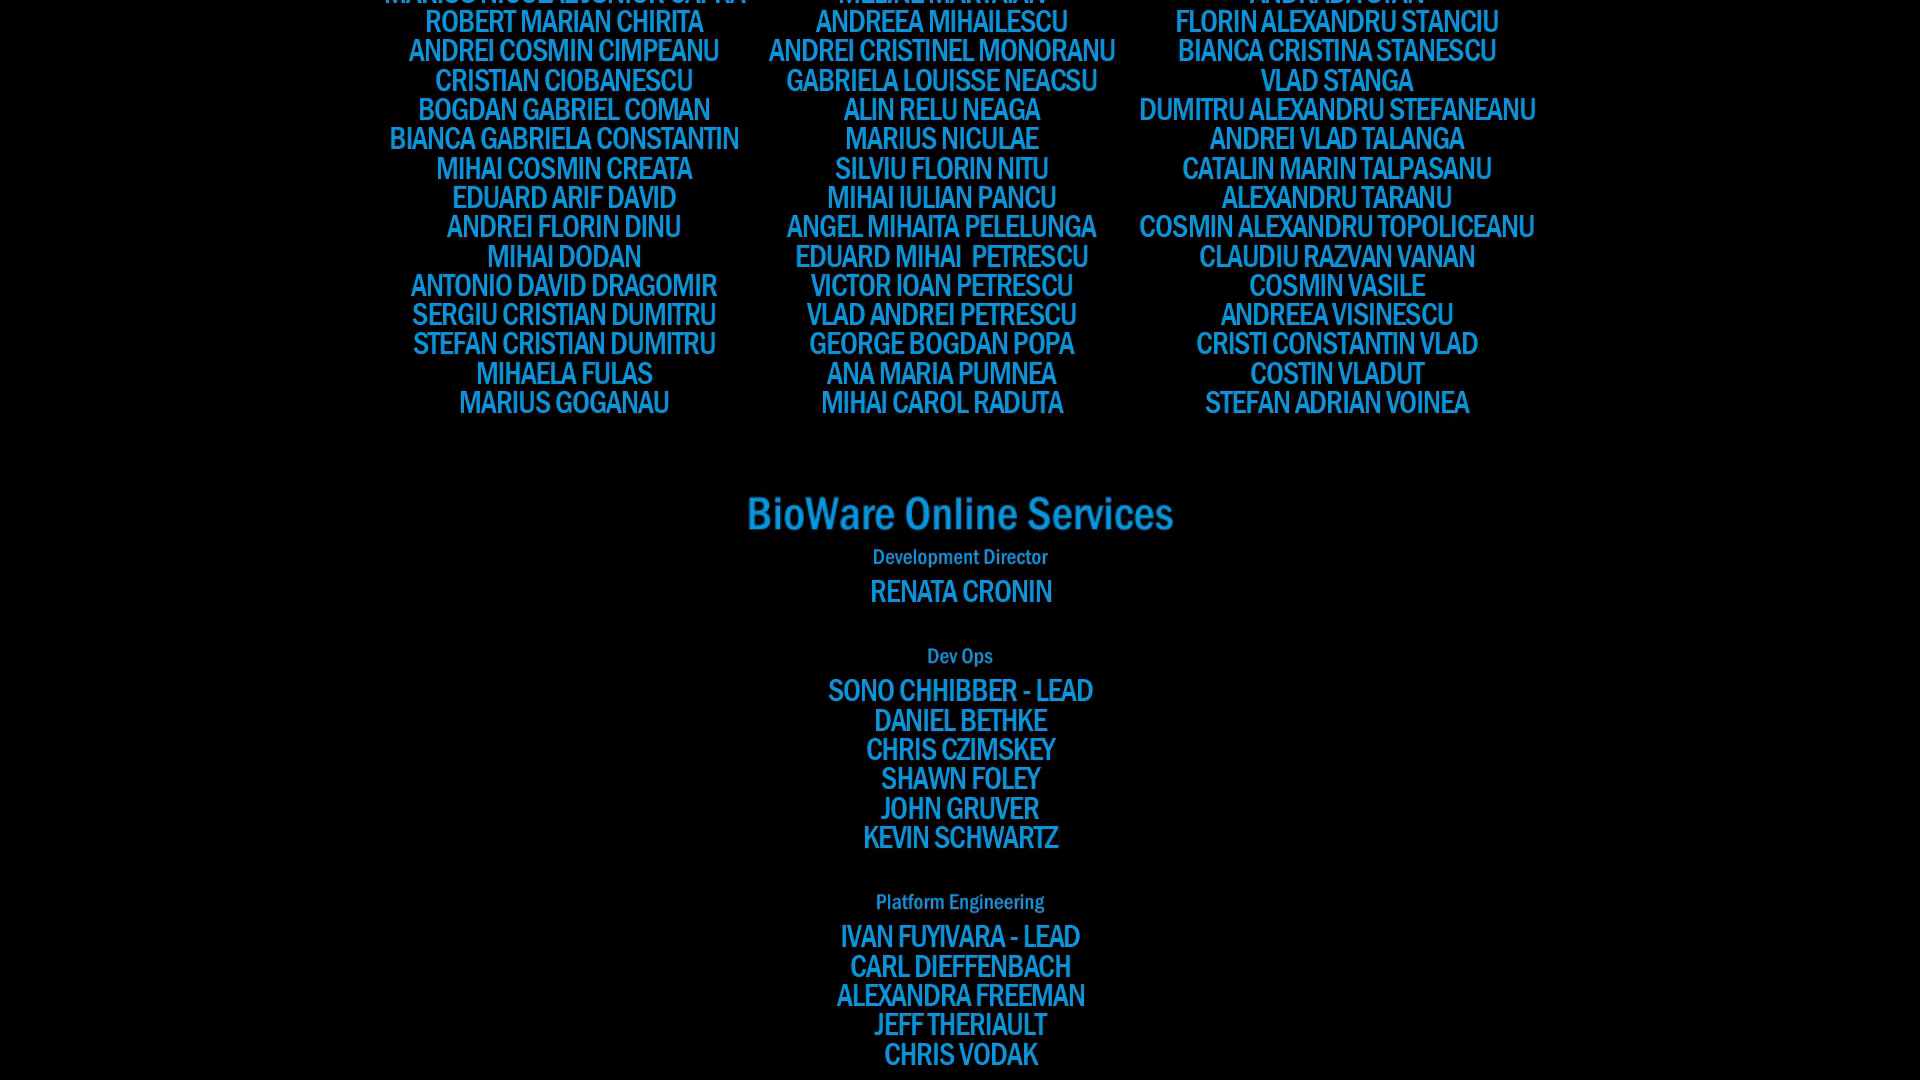 ROBERT MARIAN CHIRITA
ANDREI COSMIN CIMPEANU
CRISTIAN CIOBANESCU
BOGDAN GABRIEL COMAN
BIANCA GABRIELA CONSTANTIN
MIHAI COSMIN CREATA
EDUARD ARIF DAVID
ANDREI FLORIN DINU
MIHAI DODAN
ANTONIO DAVID DRAGOMIR
SERGIU CRISTIAN DUMITRU
STEFAN CRISTIAN DUMITRU
MIHAELA FULAS
MARIUS GOGANAU
ANDREEA MIHAILESCU
ANDREI CRISTINEL MONORANU
GABRIELA LOUISSE NEACSU
ALIN RELU NEAGA
MARIUS NICULAE
SILVIU FLORIN NITU
MIHAI IULIAN PANCU
ANGEL MIHAITA PELELUNGA
EDUARD MIHAI  PETRESCU
VICTOR IOAN PETRESCU
VLAD ANDREI PETRESCU
GEORGE BOGDAN POPA
ANA MARIA PUMNEA
MIHAI CAROL RADUTA
FLORIN ALEXANDRU STANCIU
BIANCA CRISTINA STANESCU
VLAD STANGA
DUMITRU ALEXANDRU STEFANEANU
ANDREI VLAD TALANGA
CATALIN MARIN TALPASANU
ALEXANDRU TARANU
COSMIN ALEXANDRU TOPOLICEANU
CLAUDIU RAZVAN VANAN
COSMIN VASILE
ANDREEA VISINESCU
CRISTI CONSTANTIN VLAD
COSTIN VLADUT
STEFAN ADRIAN VOINEA
BioWare Online Services
Development Director
RENATA CRONIN
Dev Ops
SONO CHHIBBER - LEAD
DANIEL BETHKE
CHRIS CZIMSKEY
SHAWN FOLEY
JOHN GRUVER
KEVIN SCHWARTZ
Platform Engineering
IVAN FUYIVARA - LEAD
CARL DIEFFENBACH
ALEXANDRA FREEMAN
JEFF THERIAULT
CHRIS VODAK